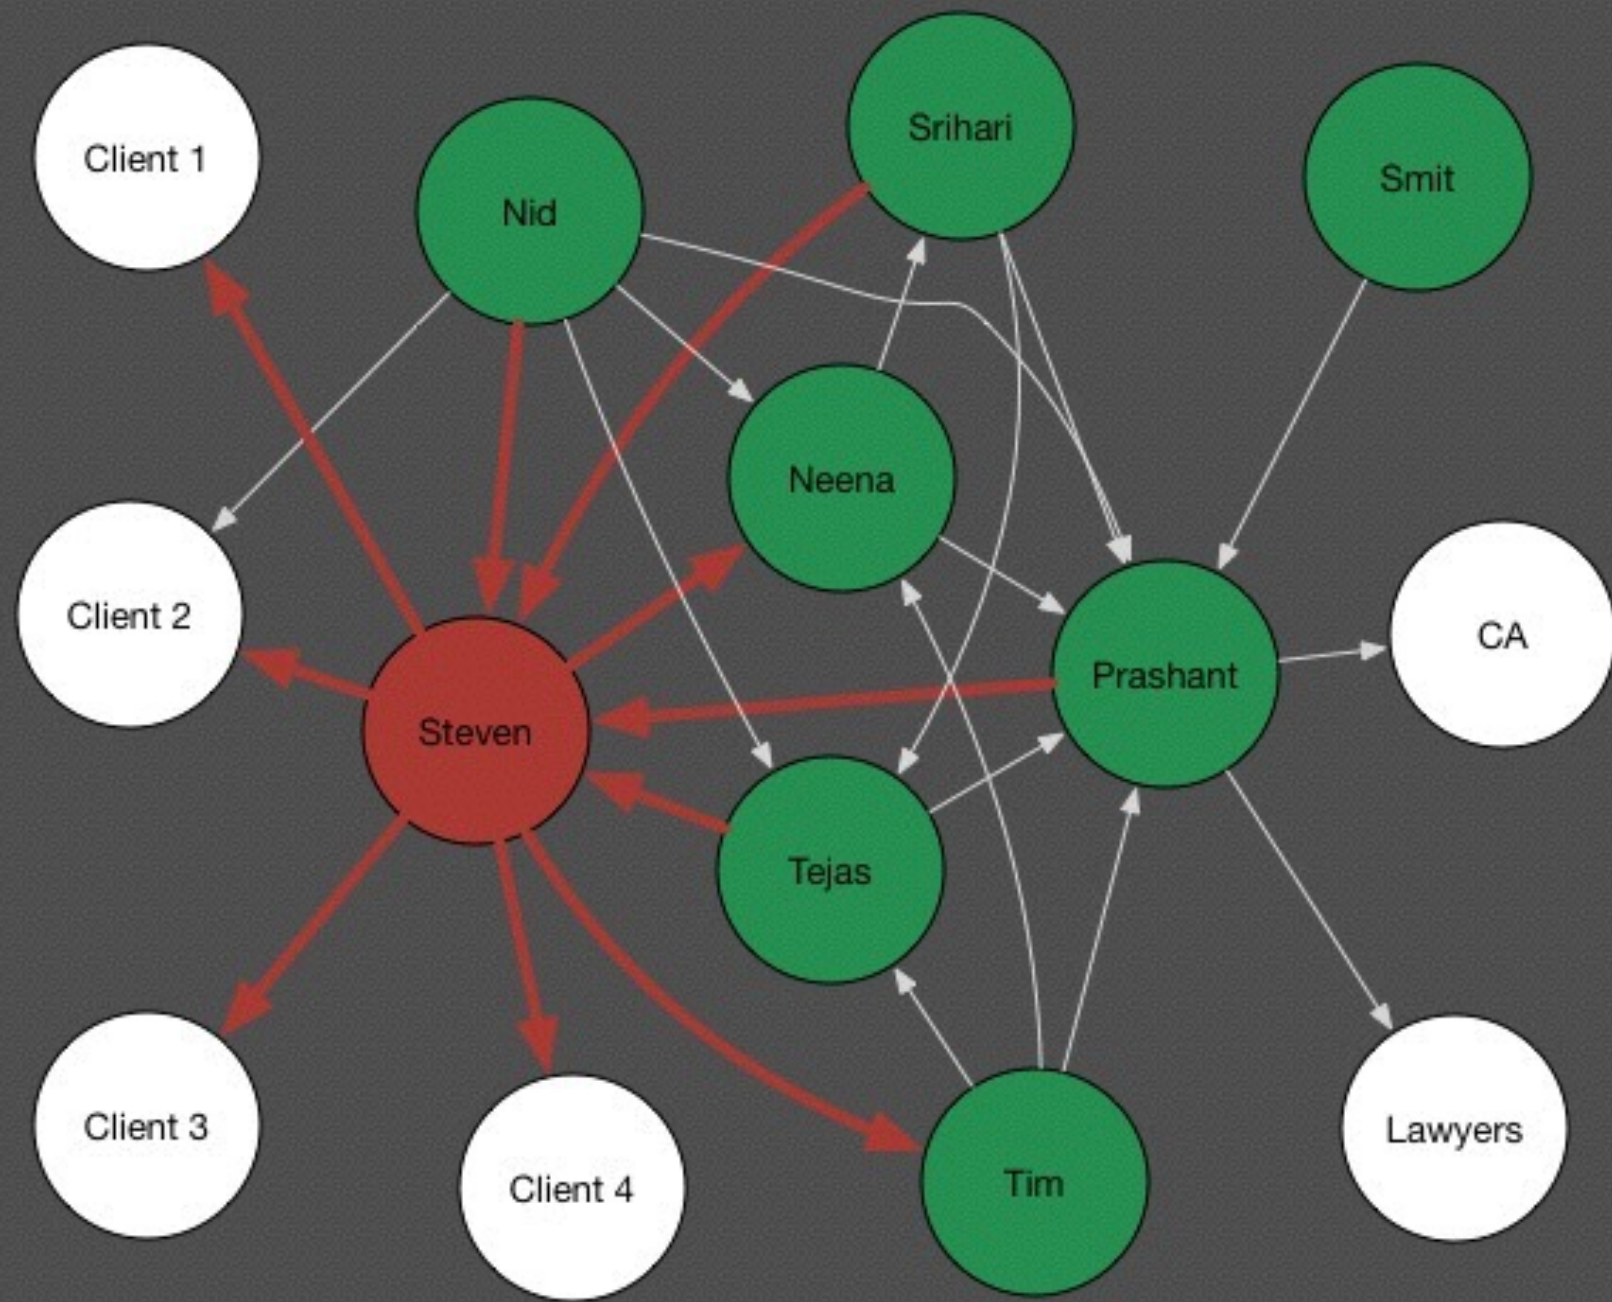 Srihari
Client 1
Nid
Smit
Neena
Client 2
CA
Prashant
Steven
Tejas
Client 3
Lawyers
Client 4
Tim